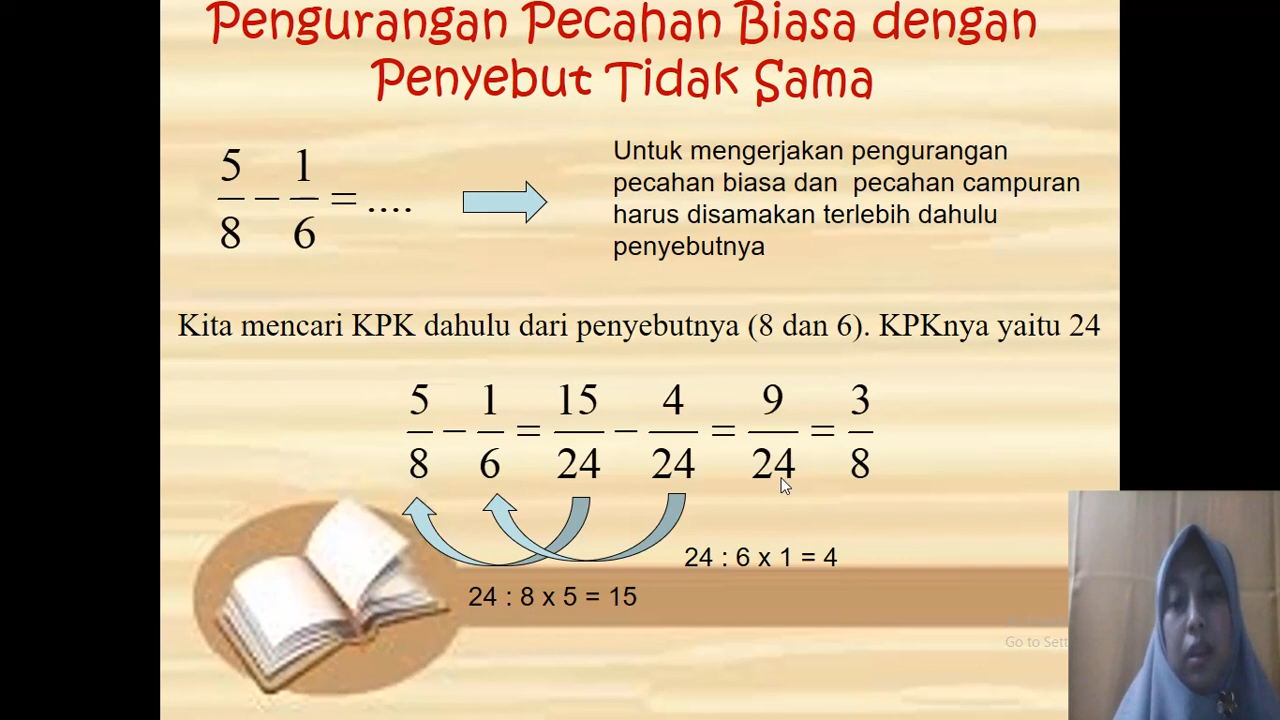 Pengurangan Pecahan Biasa dengan
Penyebut Tidak Sama
5/8 − 1/6 = ....
Untuk mengerjakan pengurangan
pecahan biasa dan pecahan campuran
harus disamakan terlebih dahulu
penyebutnya
Kita mencari KPK dahulu dari penyebutnya (8 dan 6). KPKnya yaitu 24
5/8 − 1/6 = 15/24 − 4/24 = 9/24 = 3/8
24 : 6 x 1 = 4
24 : 8 x 5 = 15
Go to